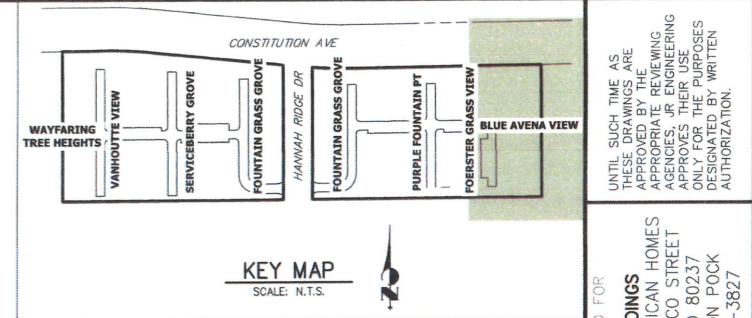 CONSTITUTION AVE
WAYFARING
TREE HEIGHTS
VANHOUTTE VIEW
SERVICEBERRY GROVE
FOUNTAIN GRASS GROVE
HANNAH RIDGE DR
FOUNTAIN GRASS GROVE
PURPLE FOUNTAIN PT
FOERSTER GRASS VIEW
BLUE AVENA VIEW
KEY MAP
SCALE: N.T.S.
N
UNTIL SUCH TIME AS
THESE DRAWINGS ARE
APPROVED BY THE
APPROPRIATE REVIEWING
AGENCIES, JR ENGINEERING
APPROVES THEIR USE
ONLY FOR THE PURPOSES
DESIGNATED BY WRITTEN
AUTHORIZATION.
FOR
ICAN HOMES
STREET
80237
POCK
-3827